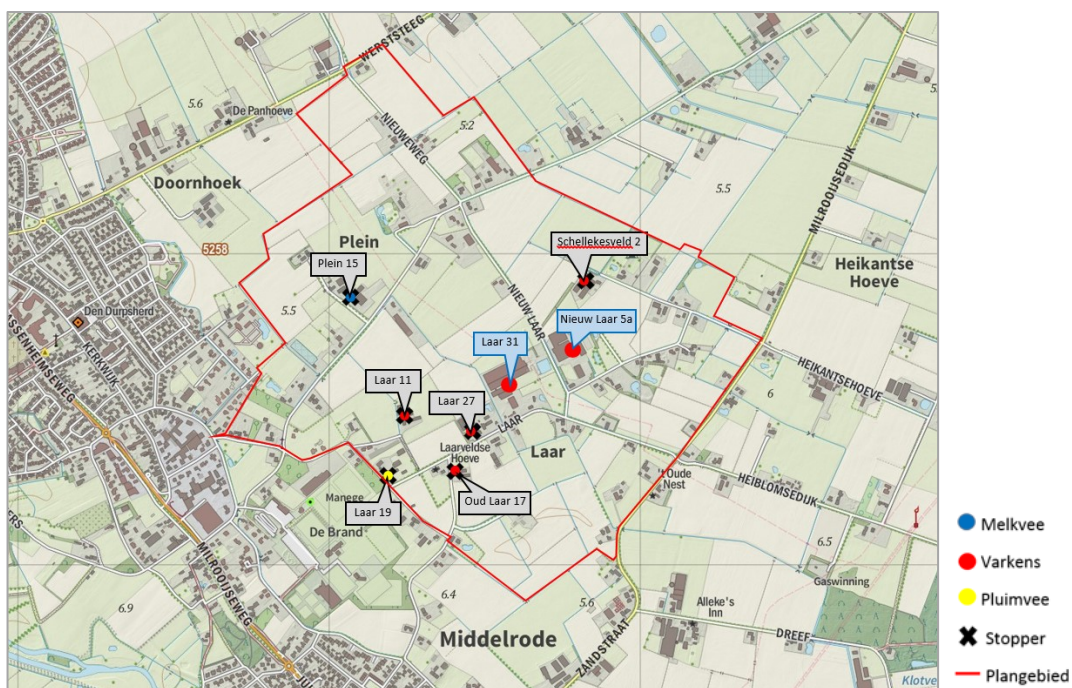 WERSTSTEEG
5.6
De Panhoeve
NIEUWEWEG
5.2
Doornhoek
5.5
MILROOIJSEDIJK
5258
Plein
Schellekesveld 2
Plein 15
Heikantse
Hoeve
Den Durpsherd
5.5
NIEUW LAAR
Nieuw Laar 5a
ASSENHEIMSEWEG
KERKWIJK
Laar 31
HEIKANTSEHOEVE
Laar 11
6
Laar 27
LAAR
Laarveldse
Hoeve
Laar
't Oude
Nest
HEIBLOMSEDIJK
Manege
Oud Laar 17
Laar 19
De Brand
MILROOIJSEWEG
6.5
Gaswinning
6.4
5.6
6.9
Alleke's
Inn
Middelrode
ZANDSTRAAT
DREEF
Klotve
Melkvee
Varkens
Pluimvee
Stopper
Plangebied